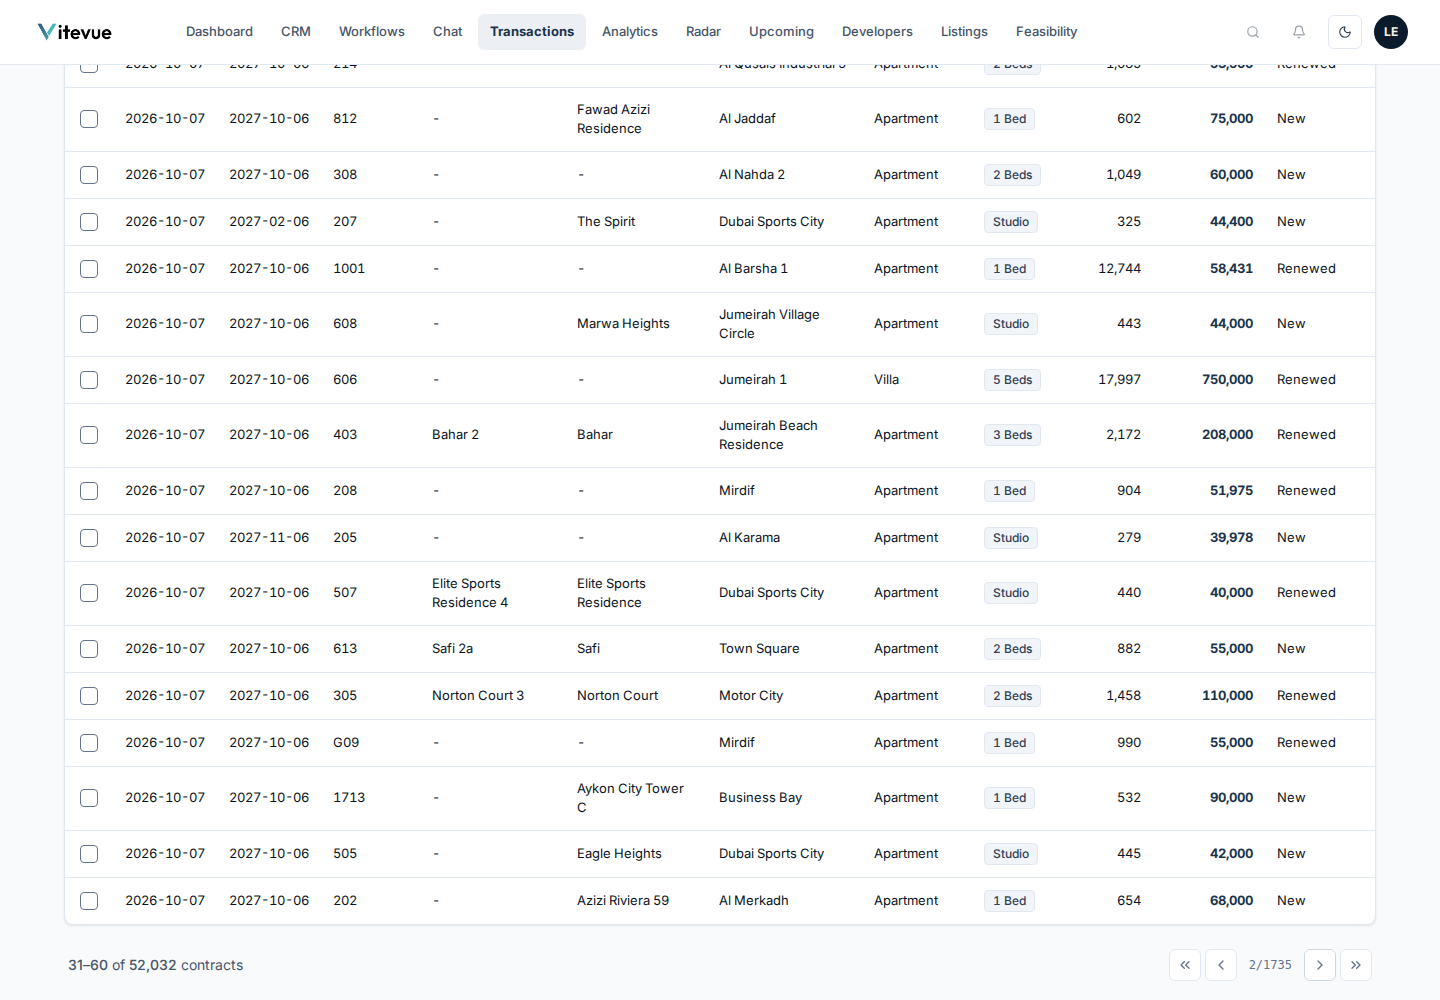 Vitevue Dashboard CRM Workflows Chat Transactions Analytics Radar Upcoming Developers Listings Feasibility LE
2026-10-07 2027-10-06 214 Al Qusais Industrial 5 Apartment 2 Beds Renewed
2026-10-07 2027-10-06 812 - Fawad Azizi Residence Al Jaddaf Apartment 1 Bed 602 75,000 New
2026-10-07 2027-10-06 308 - - Al Nahda 2 Apartment 2 Beds 1,049 60,000 New
2026-10-07 2027-02-06 207 - The Spirit Dubai Sports City Apartment Studio 325 44,400 New
2026-10-07 2027-10-06 1001 - - Al Barsha 1 Apartment 1 Bed 12,744 58,431 Renewed
2026-10-07 2027-10-06 608 - Marwa Heights Jumeirah Village Circle Apartment Studio 443 44,000 New
2026-10-07 2027-10-06 606 - - Jumeirah 1 Villa 5 Beds 17,997 750,000 Renewed
2026-10-07 2027-10-06 403 Bahar 2 Bahar Jumeirah Beach Residence Apartment 3 Beds 2,172 208,000 Renewed
2026-10-07 2027-10-06 208 - - Mirdif Apartment 1 Bed 904 51,975 Renewed
2026-10-07 2027-11-06 205 - - Al Karama Apartment Studio 279 39,978 New
2026-10-07 2027-10-06 507 Elite Sports Residence 4 Elite Sports Residence Dubai Sports City Apartment Studio 440 40,000 Renewed
2026-10-07 2027-10-06 613 Safi 2a Safi Town Square Apartment 2 Beds 882 55,000 New
2026-10-07 2027-10-06 305 Norton Court 3 Norton Court Motor City Apartment 2 Beds 1,458 110,000 Renewed
2026-10-07 2027-10-06 G09 - - Mirdif Apartment 1 Bed 990 55,000 Renewed
2026-10-07 2027-10-06 1713 - Aykon City Tower C Business Bay Apartment 1 Bed 532 90,000 New
2026-10-07 2027-10-06 505 - Eagle Heights Dubai Sports City Apartment Studio 445 42,000 New
2026-10-07 2027-10-06 202 - Azizi Riviera 59 Al Merkadh Apartment 1 Bed 654 68,000 New
31–60 of 52,032 contracts 2/1735